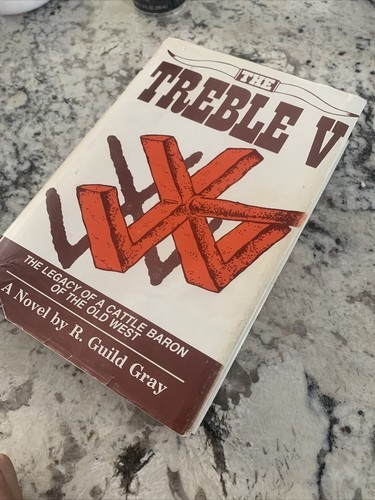 THE
TREBLE V
THE LEGACY OF A CATTLE BARON
OF THE OLD WEST
A Novel by R. Guild Gray